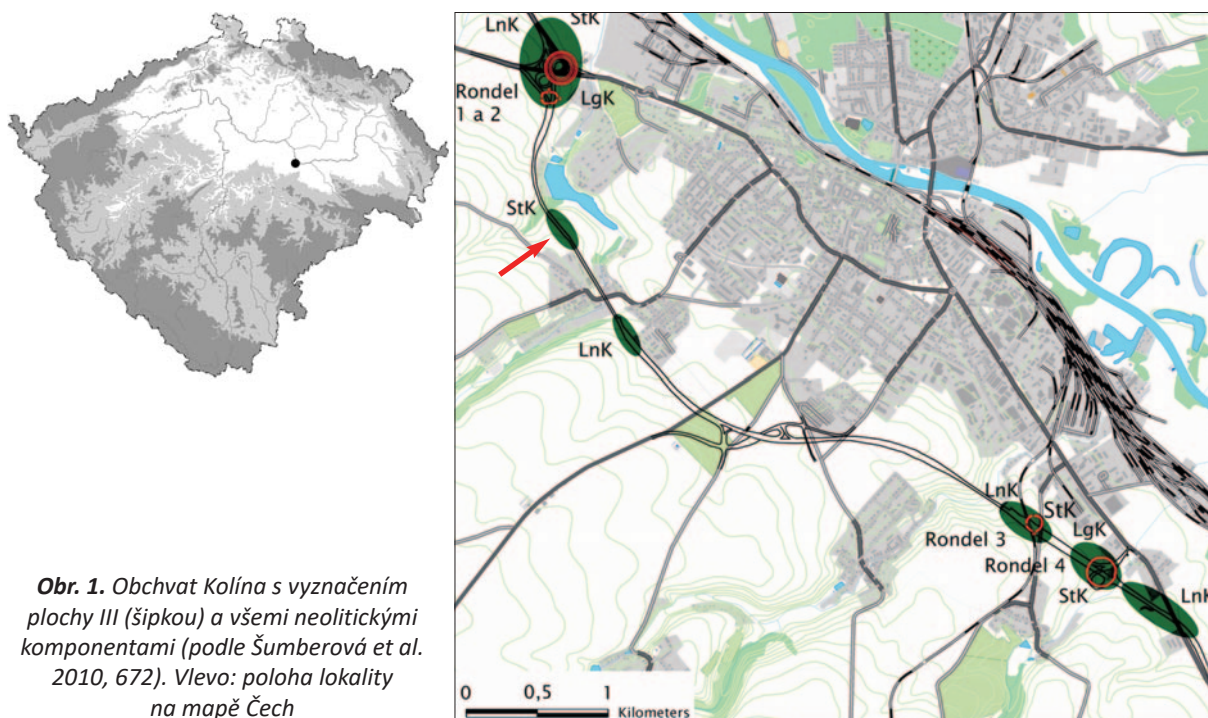 LnK
StK
Rondel
1 a 2
LgK
StK
LnK
LnK
StK
Rondel 3
LgK
Rondel 4
StK
LnK
0 0,5 1
Kilometers
Obr. 1. Obchvat Kolína s vyznačením
plochy III (šipkou) a všemi neolitickými
komponentami (podle Šumberová et al.
2010, 672). Vlevo: poloha lokality
na mapě Čech